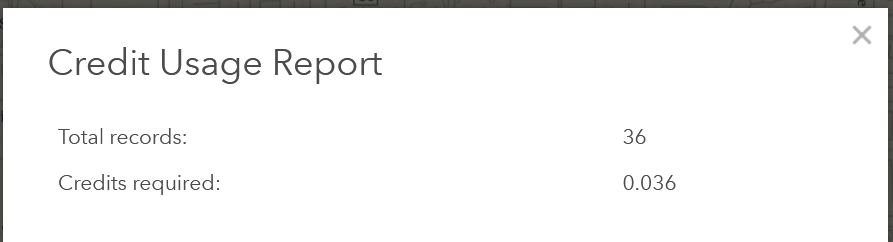 Credit Usage Report
Total records: 36
Credits required: 0.036